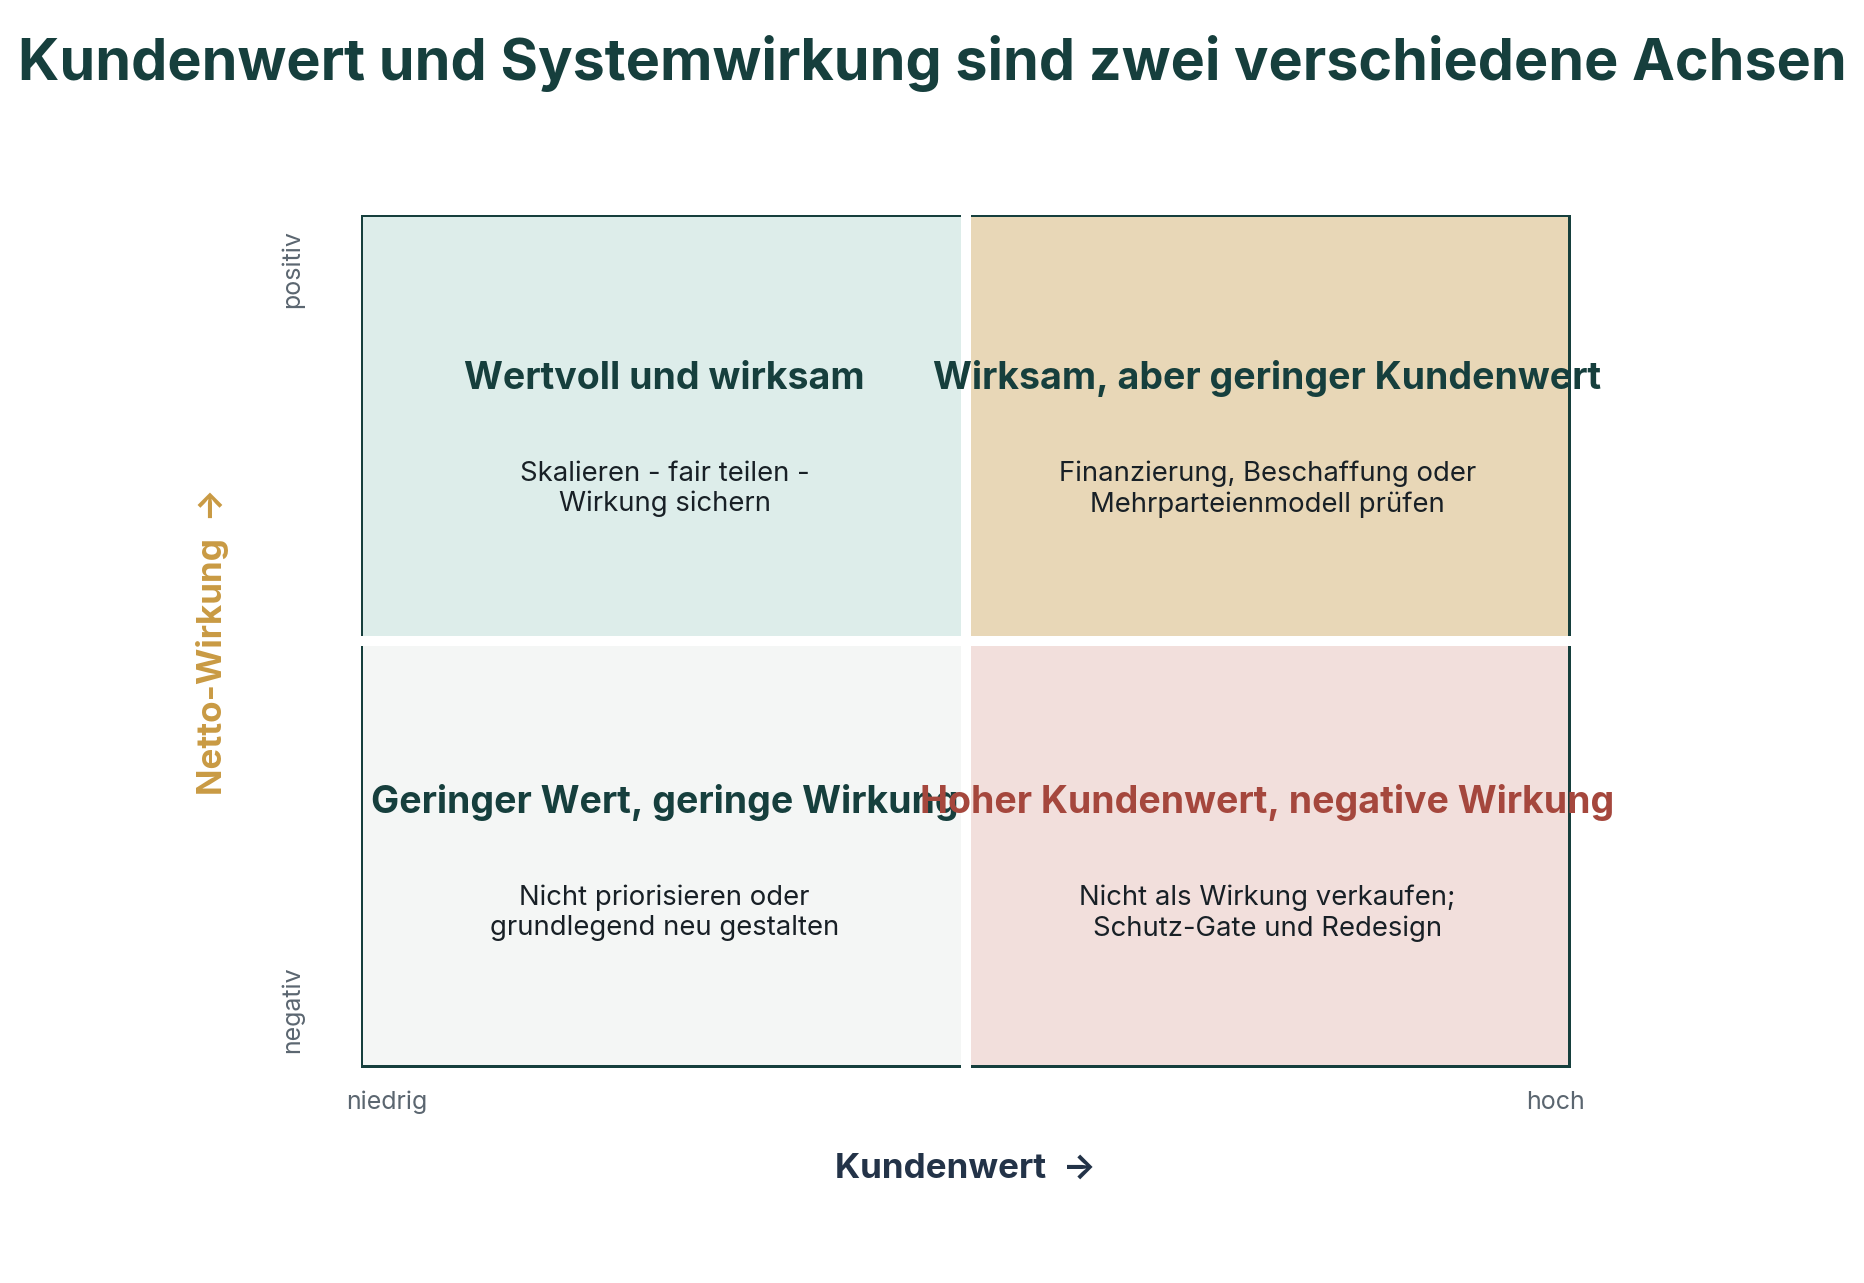 Kundenwert und Systemwirkung sind zwei verschiedene Achsen
positiv
Wertvoll und wirksam
Skalieren - fair teilen -
Wirkung sichern
Wirksam, aber geringer Kundenwert
Finanzierung, Beschaffung oder
Mehrparteienmodell prüfen
Netto-Wirkung →
Geringer Wert, geringe Wirkung
Nicht priorisieren oder
grundlegend neu gestalten
Hoher Kundenwert, negative Wirkung
Nicht als Wirkung verkaufen;
Schutz-Gate und Redesign
negativ
niedrig
hoch
Kundenwert →